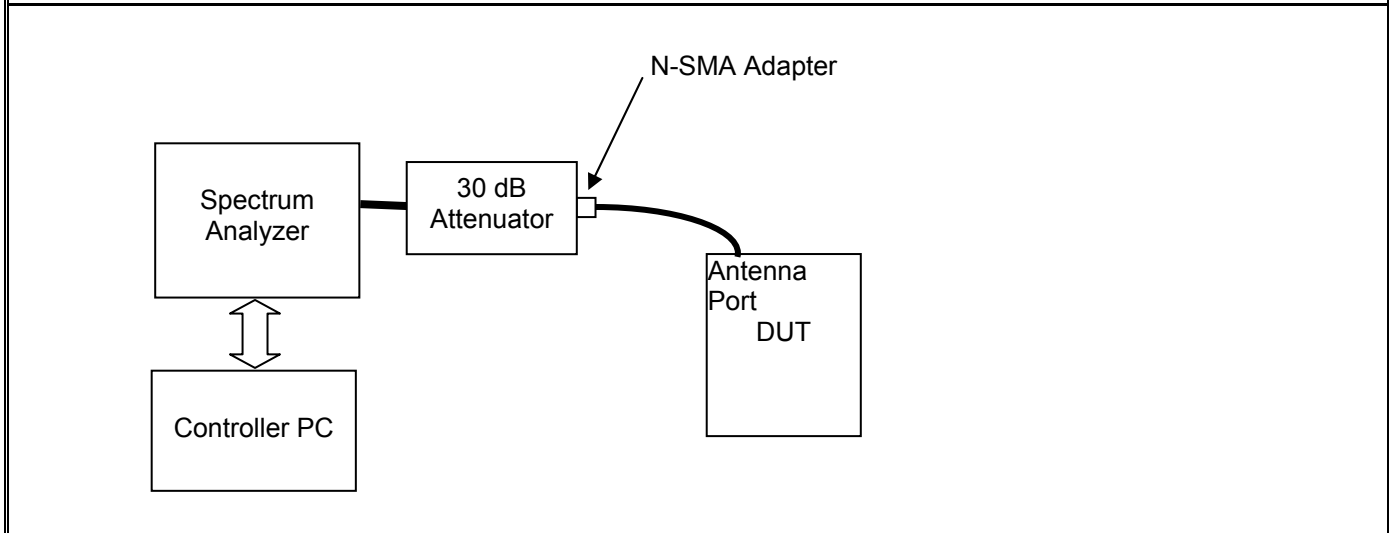 N-SMA Adapter
Spectrum
Analyzer
30 dB
Attenuator
Antenna
Port
DUT
Controller PC